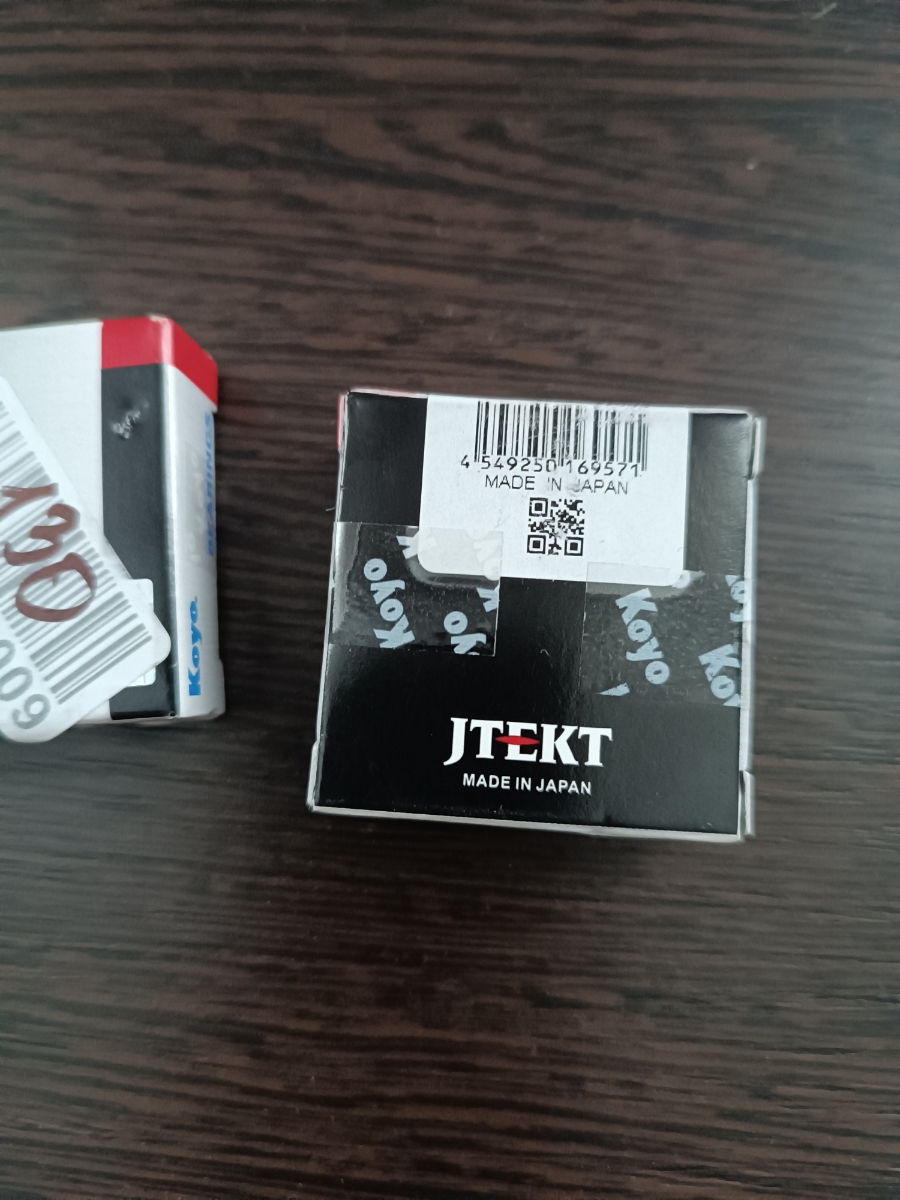 130
009
BEARINGS
Koyo
4 549250 169571
MADE IN JAPAN
Koyo
Koyo
Koyo
Koyo
JTEKT
MADE IN JAPAN